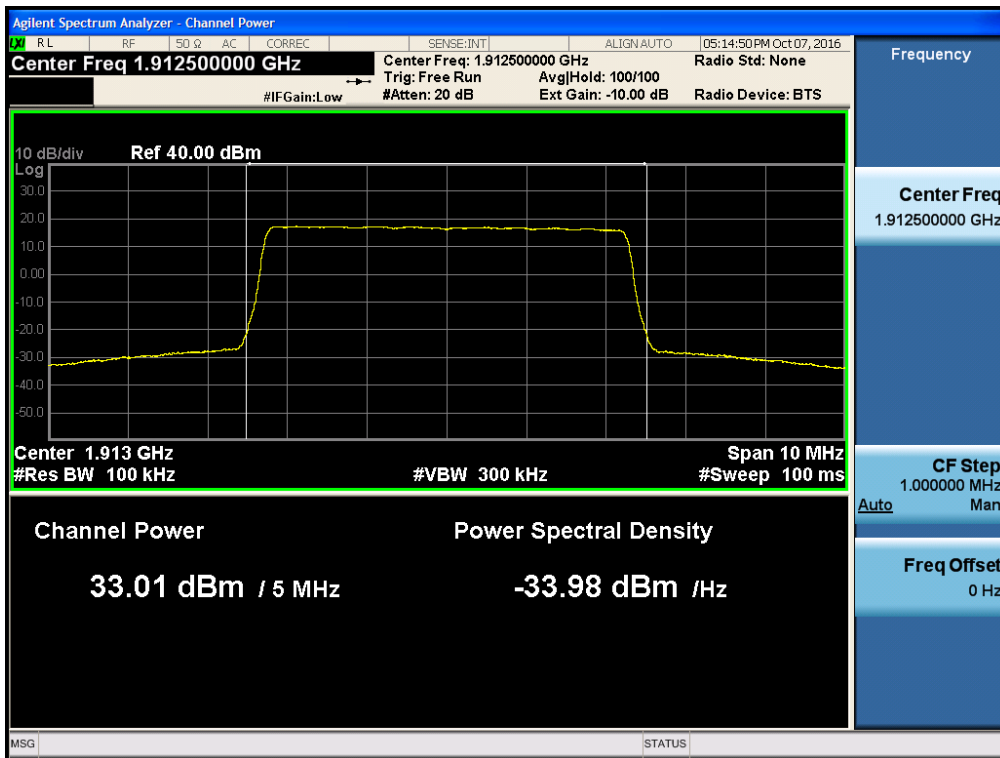 Agilent Spectrum Analyzer - Channel Power
LXI RL RF 50 Ω AC CORREC SENSE:INT ALIGN AUTO 05:14:50 PM Oct 07, 2016
Center Freq 1.912500000 GHz
Center Freq: 1.912500000 GHz Radio Std: None
Trig: Free Run Avg|Hold: 100/100
#IFGain:Low #Atten: 20 dB Ext Gain: -10.00 dB Radio Device: BTS
10 dB/div Ref 40.00 dBm
Log
30.0
20.0
10.0
0.00
-10.0
-20.0
-30.0
-40.0
-50.0
Center 1.913 GHz Span 10 MHz
#Res BW 100 kHz #VBW 300 kHz #Sweep 100 ms
Channel Power Power Spectral Density
33.01 dBm / 5 MHz -33.98 dBm /Hz
MSG STATUS
Frequency
Center Freq
1.912500000 GHz
CF Step
1.000000 MHz
Auto Man
Freq Offset
0 Hz